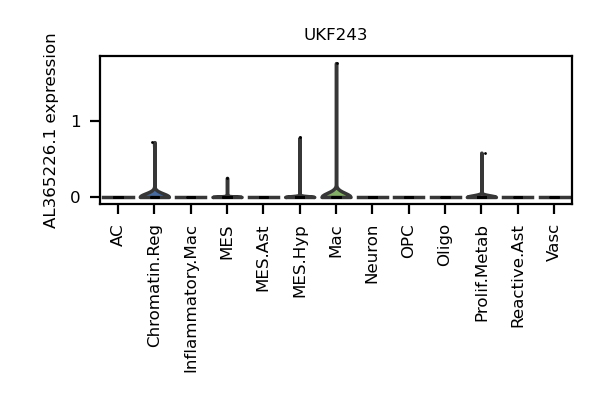 UKF243
AL365226.1 expression
1
0
AC
Chromatin.Reg
Inflammatory.Mac
MES
MES.Ast
MES.Hyp
Mac
Neuron
OPC
Oligo
Prolif.Metab
Reactive.Ast
Vasc